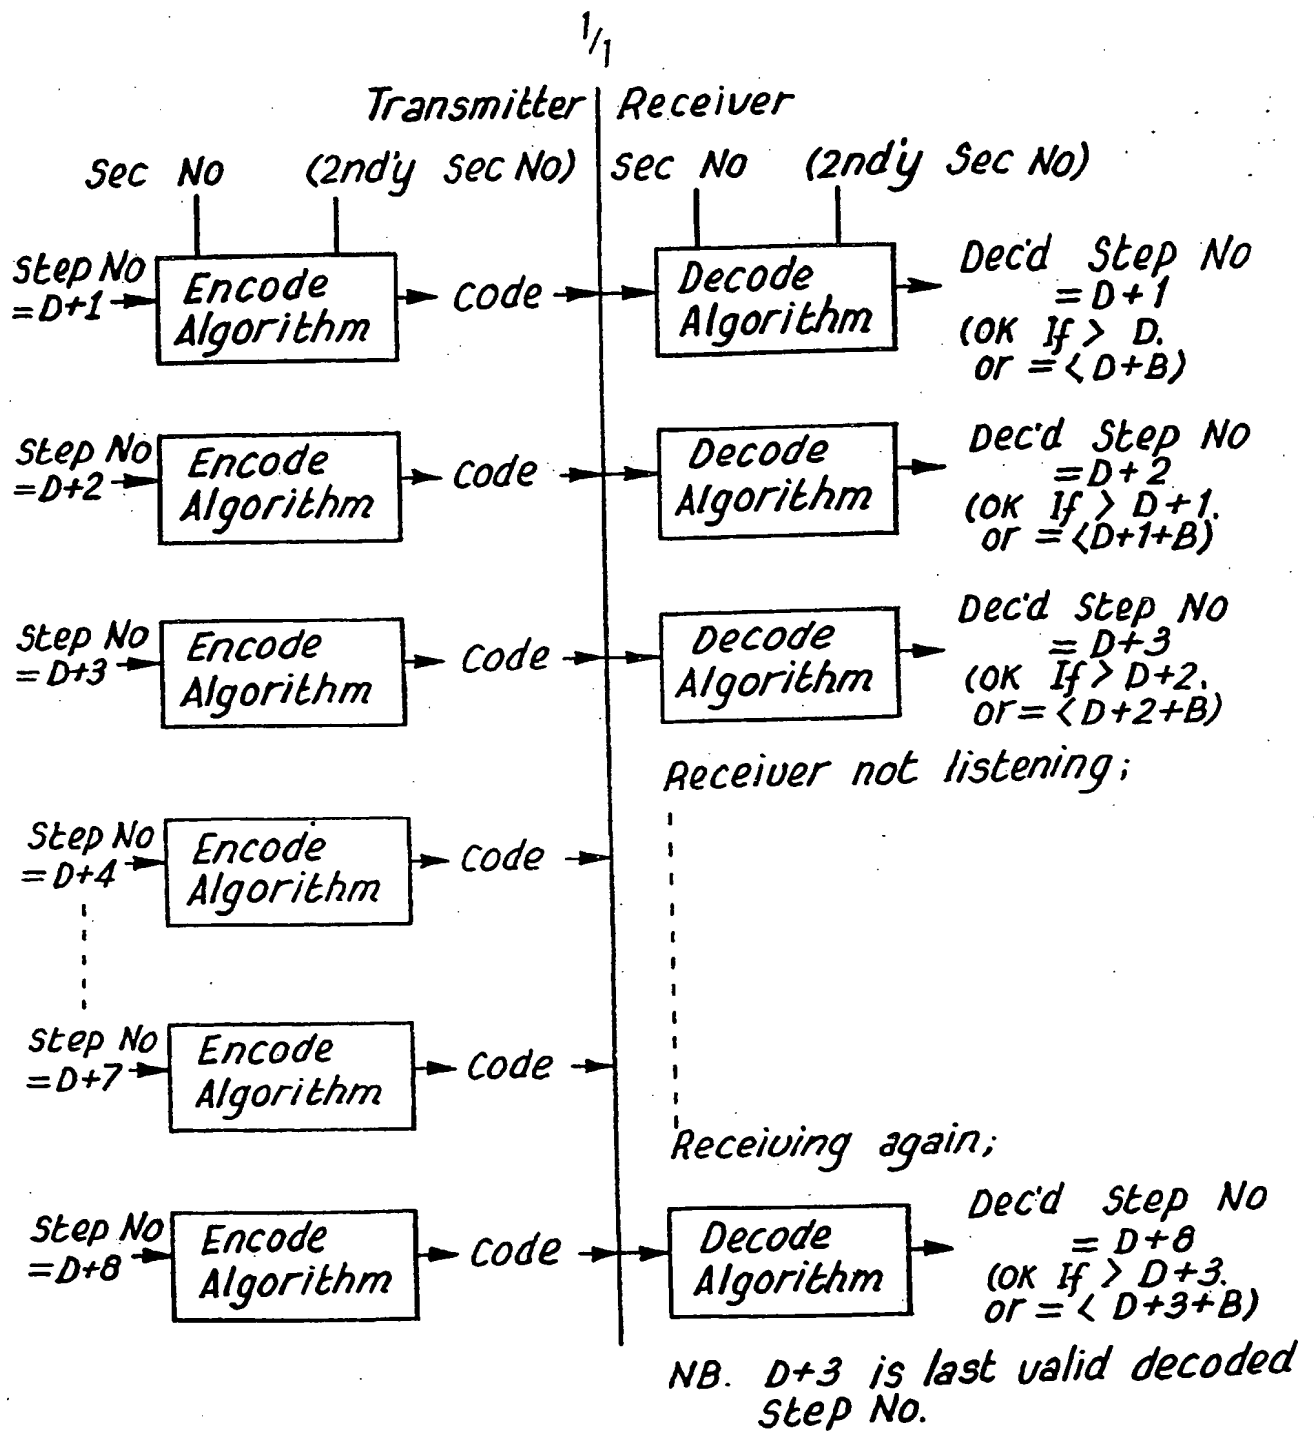 1/1
Transmitter Receiver
Sec No (2nd'y Sec No) Sec No (2nd'y Sec No)
Step No
=D+1
Encode
Algorithm
Code
Decode
Algorithm
Dec'd Step No
=D+1
(OK If > D.
or =< D+B)
Step No
=D+2
Encode
Algorithm
Code
Decode
Algorithm
Dec'd Step No
=D+2
(OK If > D+1.
or =<D+1+B)
Step No
=D+3
Encode
Algorithm
Code
Decode
Algorithm
Dec'd Step No
= D+3
(OK If > D+2.
or =< D+2+B)
Receiver not listening;
Step No
=D+4
Encode
Algorithm
Code
Step No
=D+7
Encode
Algorithm
Code
Receiving again;
Step No
=D+8
Encode
Algorithm
Code
Decode
Algorithm
Dec'd Step No
= D+8
(OK If > D+3.
or =< D+3+B)
NB. D+3 is last valid decoded
Step No.